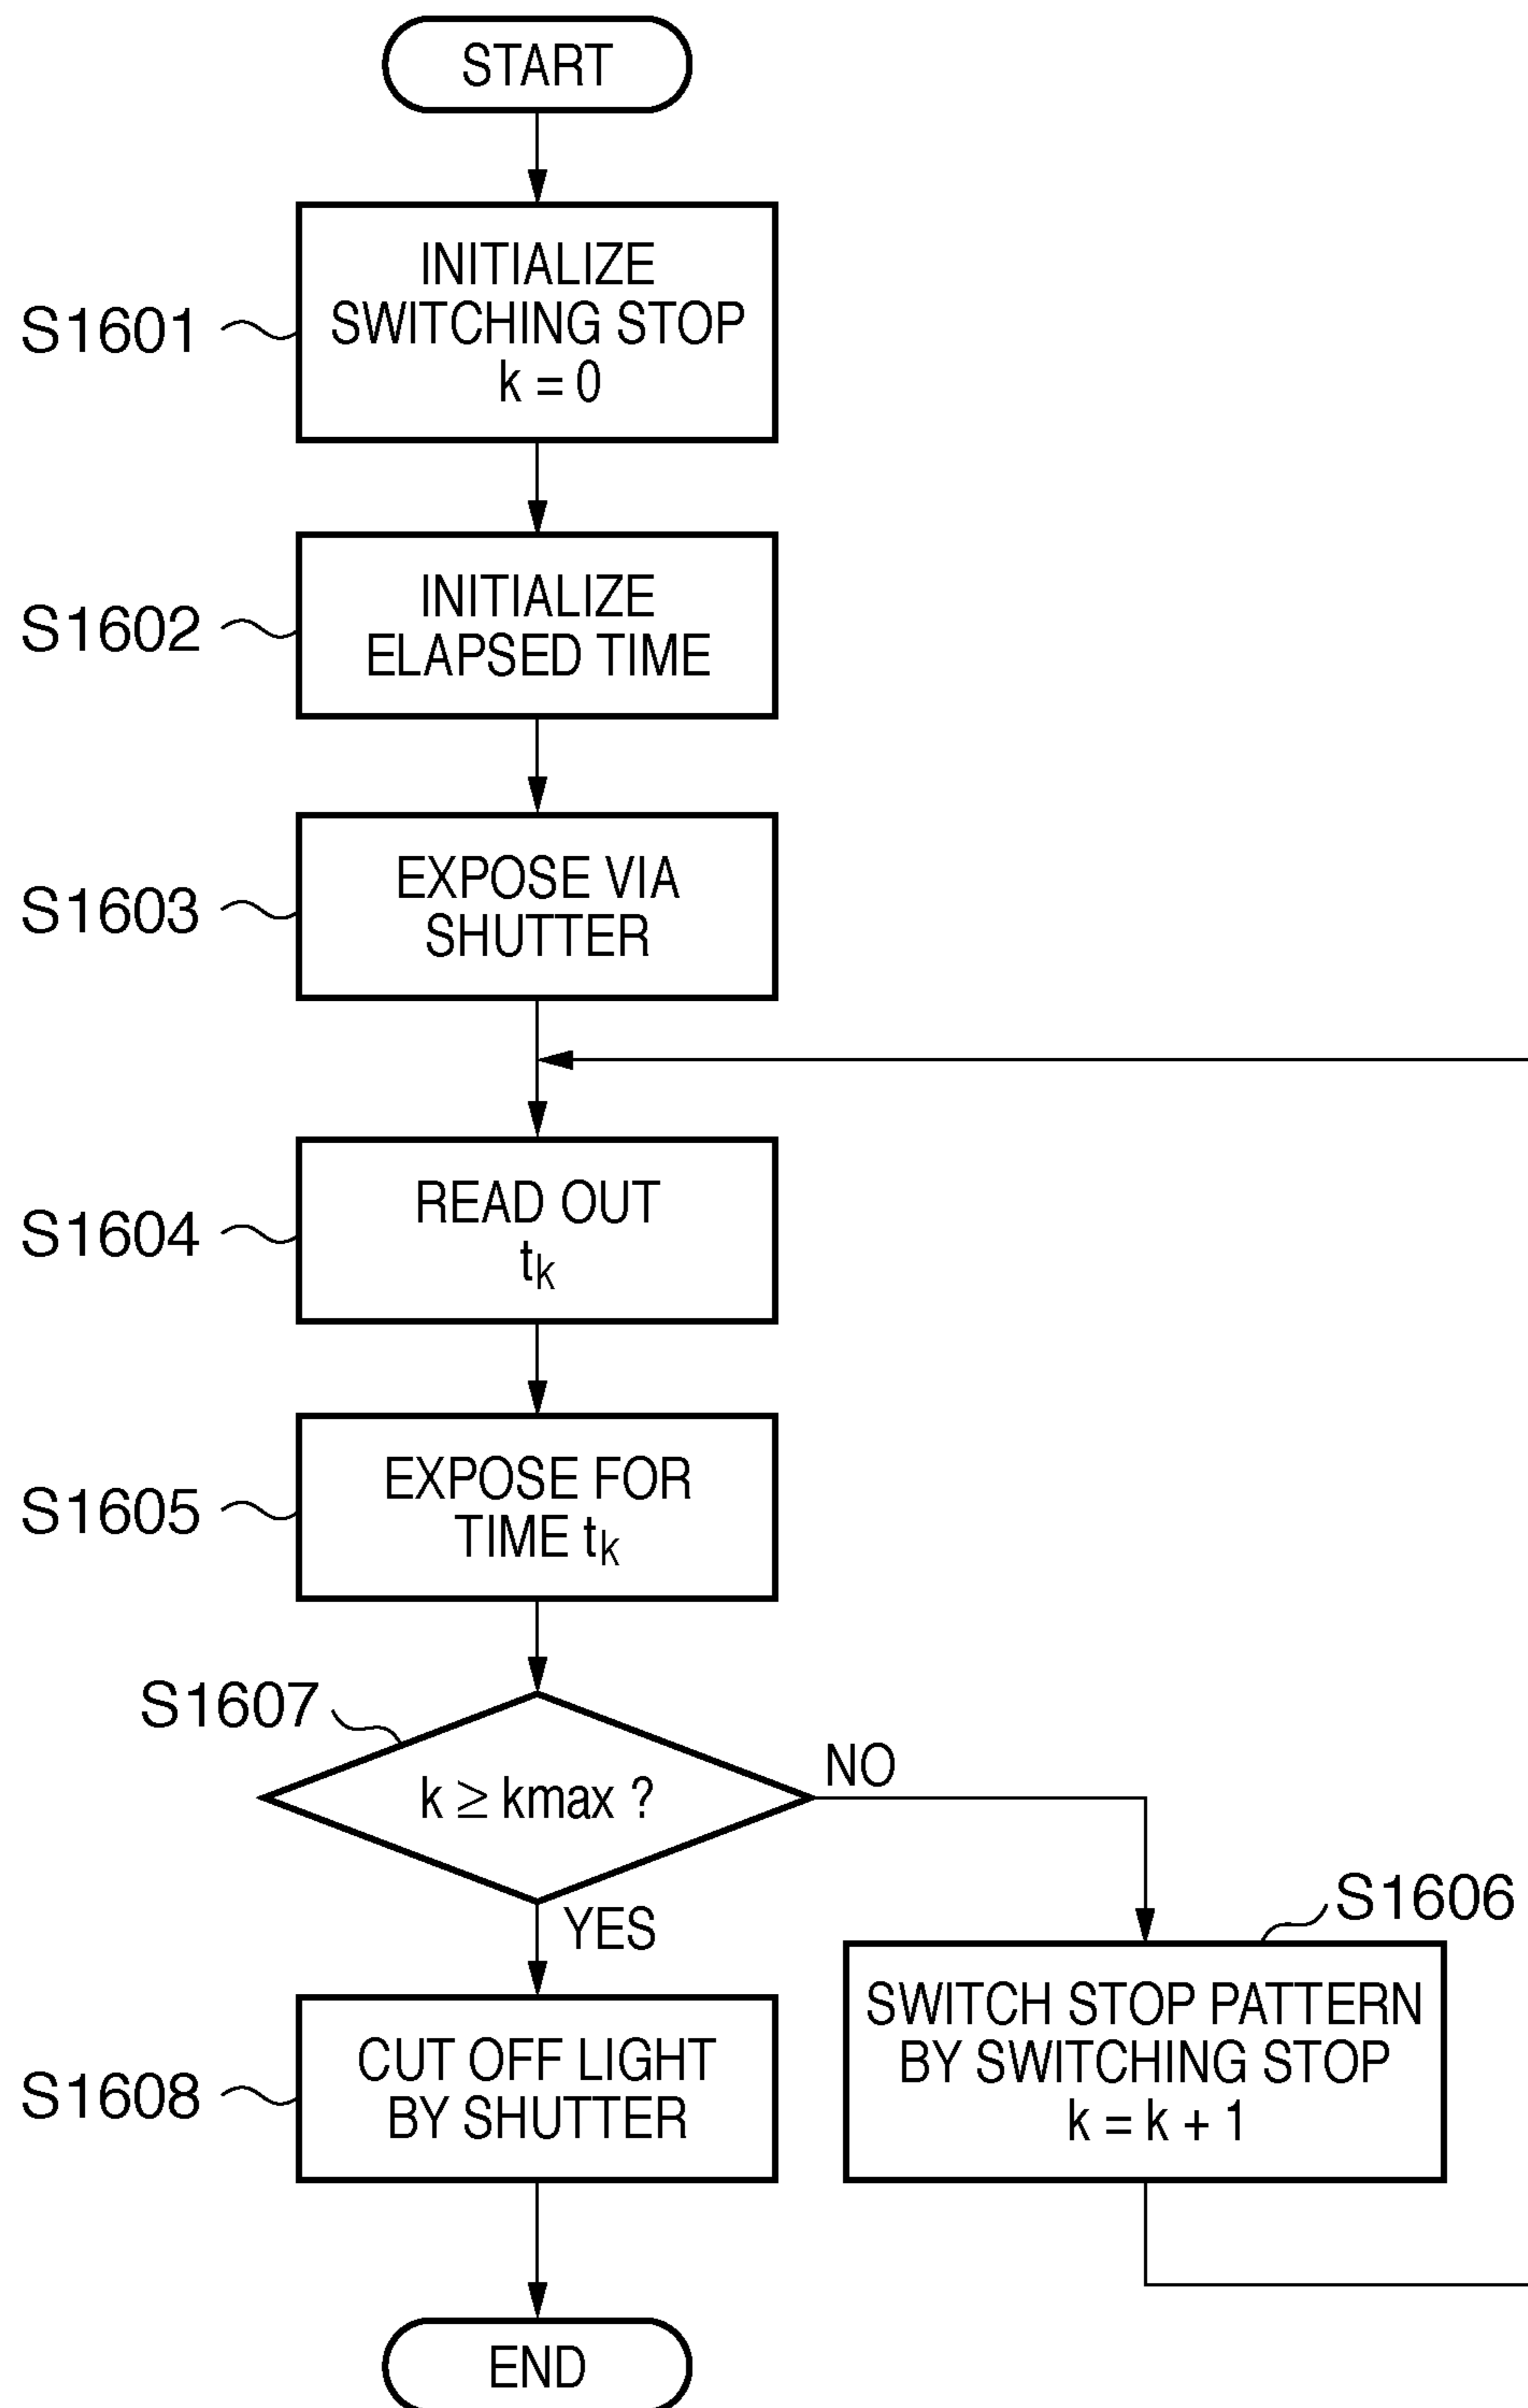 START
S1601
INITIALIZE
SWITCHING STOP
k = 0
S1602
INITIALIZE
ELAPSED TIME
S1603
EXPOSE VIA
SHUTTER
S1604
READ OUT
tk
S1605
EXPOSE FOR
TIME tk
S1607
k ≥ kmax ?
NO
YES
S1606
SWITCH STOP PATTERN
BY SWITCHING STOP
k = k + 1
S1608
CUT OFF LIGHT
BY SHUTTER
END